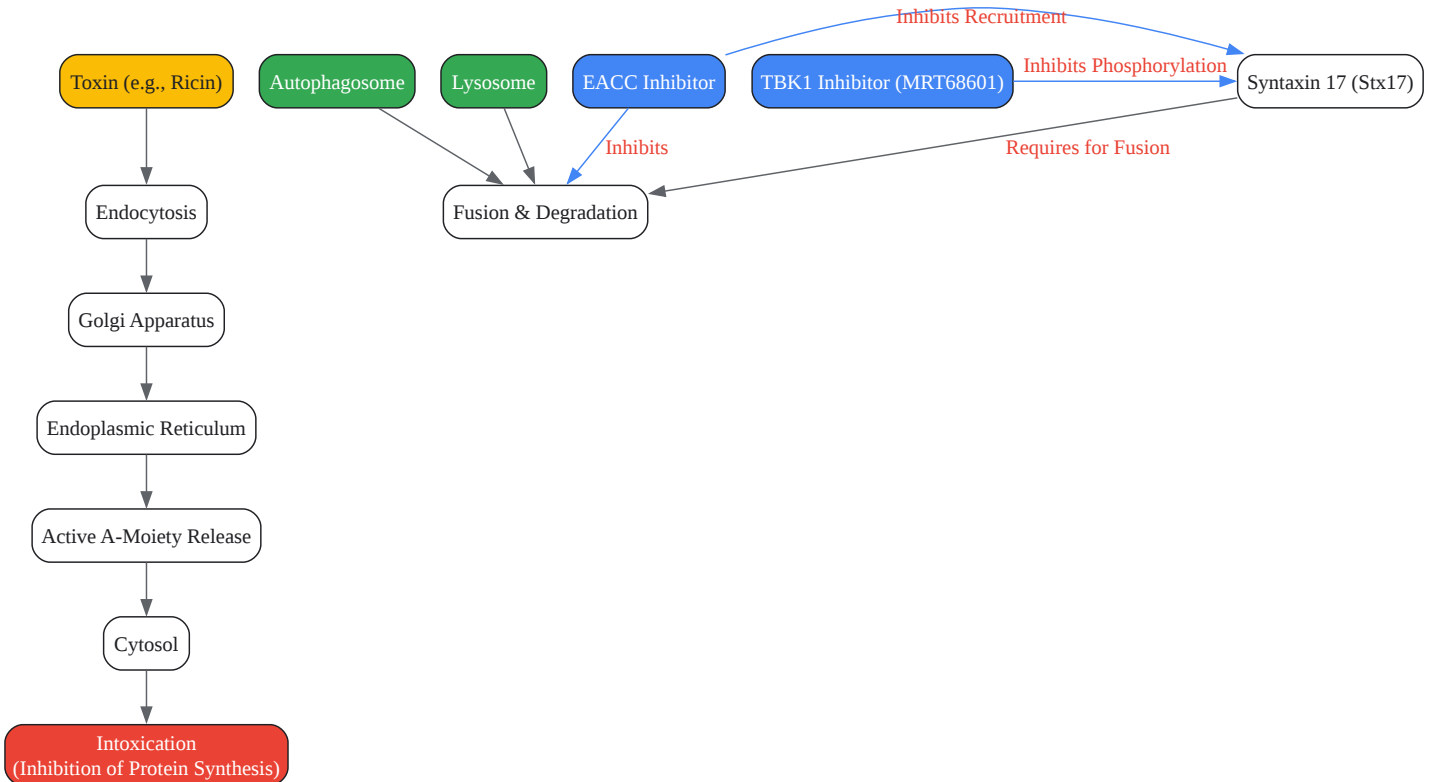 Inhibits Recruitment
Toxin (e.g., Ricin)
Autophagosome
Lysosome
EACC Inhibitor
TBK1 Inhibitor (MRT68601)
Inhibits Phosphorylation
Syntaxin 17 (Stx17)
Inhibits
Requires for Fusion
Endocytosis
Fusion & Degradation
Golgi Apparatus
Endoplasmic Reticulum
Active A-Moiety Release
Cytosol
Intoxication
(Inhibition of Protein Synthesis)